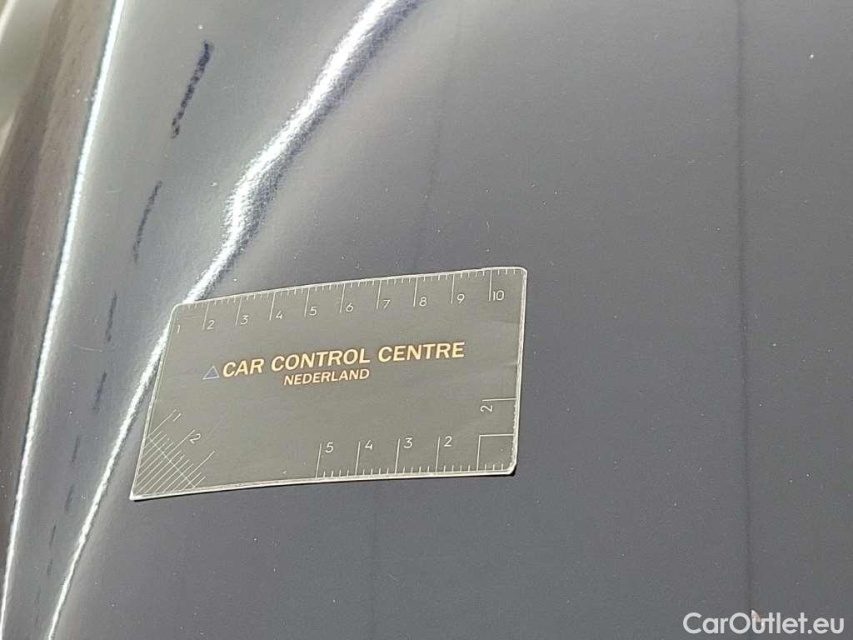 1 2 3 4 5 6 7 8 9 10
CAR CONTROL CENTRE
NEDERLAND
2
2
5 4 3 2
CarOutlet.eu